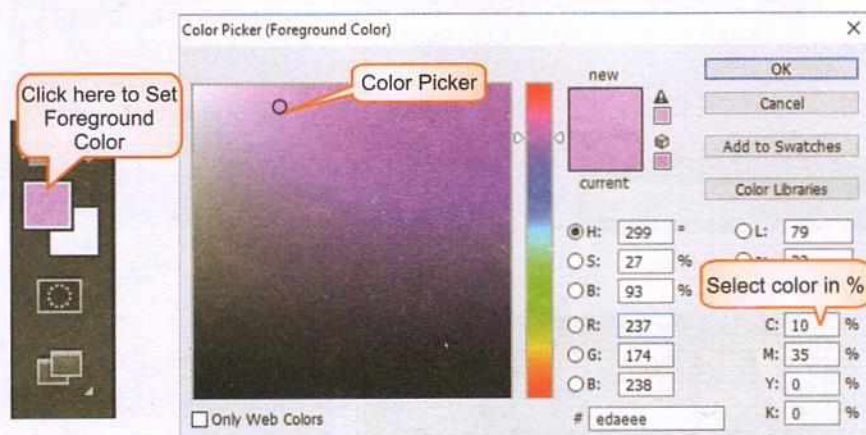 Color Picker (Foreground Color)
×
Click here to Set
Foreground
Color
Color Picker
new
current
OK
Cancel
Add to Swatches
Color Libraries
H: 299 °
S: 27 %
B: 93 %
R: 237
G: 174
B: 238
L: 79
Select color in %
C: 10 %
M: 35 %
Y: 0 %
K: 0 %
Only Web Colors
# edaeee